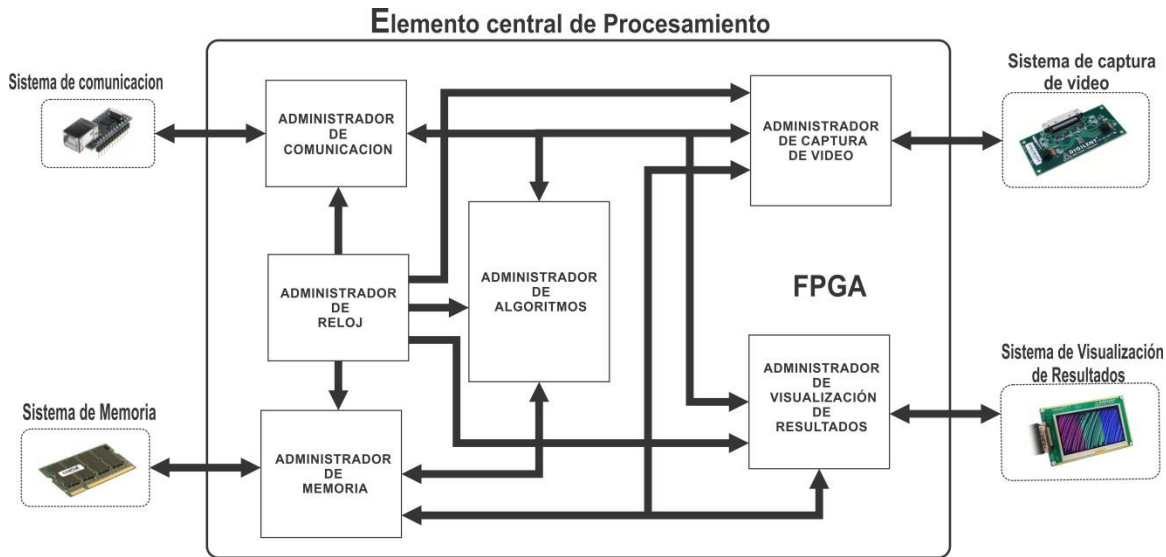 Elemento central de Procesamiento
Sistema de comunicacion
ADMINISTRADOR
DE
COMUNICACION
ADMINISTRADOR
DE CAPTURA
DE VIDEO
Sistema de captura
de video
DIGILENT
ADMINISTRADOR
DE
RELOJ
ADMINISTRADOR
DE
ALGORITMOS
FPGA
Sistema de Memoria
ADMINISTRADOR
DE
MEMORIA
ADMINISTRADOR
DE
VISUALIZACIÓN
DE
RESULTADOS
Sistema de Visualización
de Resultados